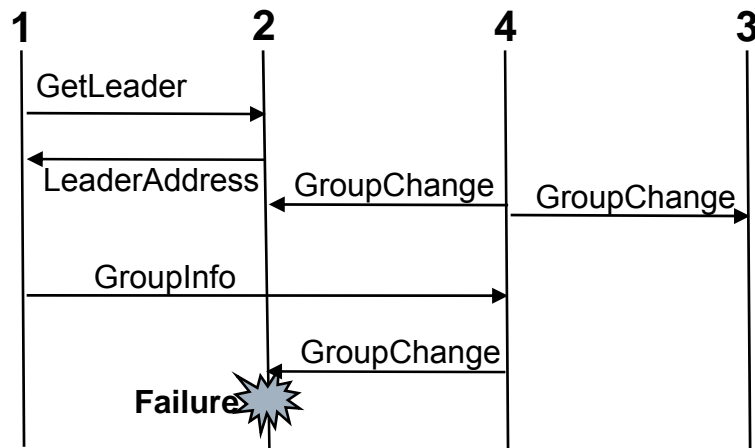 1 2 4 3
GetLeader
LeaderAddress
GroupChange
GroupChange
GroupInfo
GroupChange
Failure